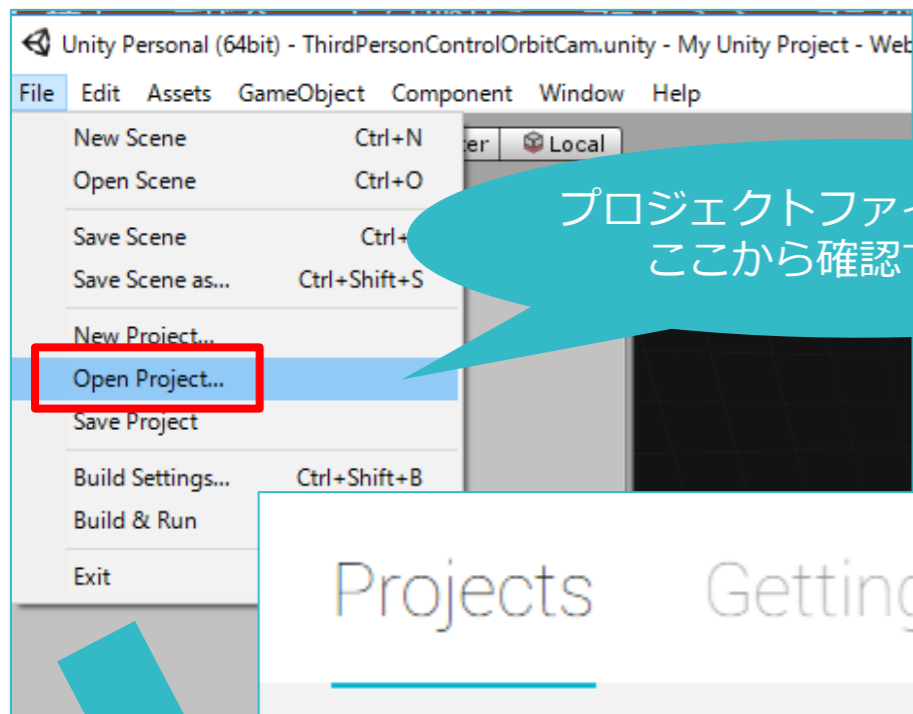 Unity Personal (64bit) - ThirdPersonControlOrbitCam.unity - My Unity Project - Web
File Edit Assets GameObject Component Window Help
New Scene Ctrl+N
Local
Open Scene Ctrl+O
プロジェクトファイ
ここから確認
Save Scene Ctrl+
Save Scene as... Ctrl+Shift+S
New Project...
Open Project...
Save Project
Build Settings... Ctrl+Shift+B
Build & Run
Exit
Projects Getting